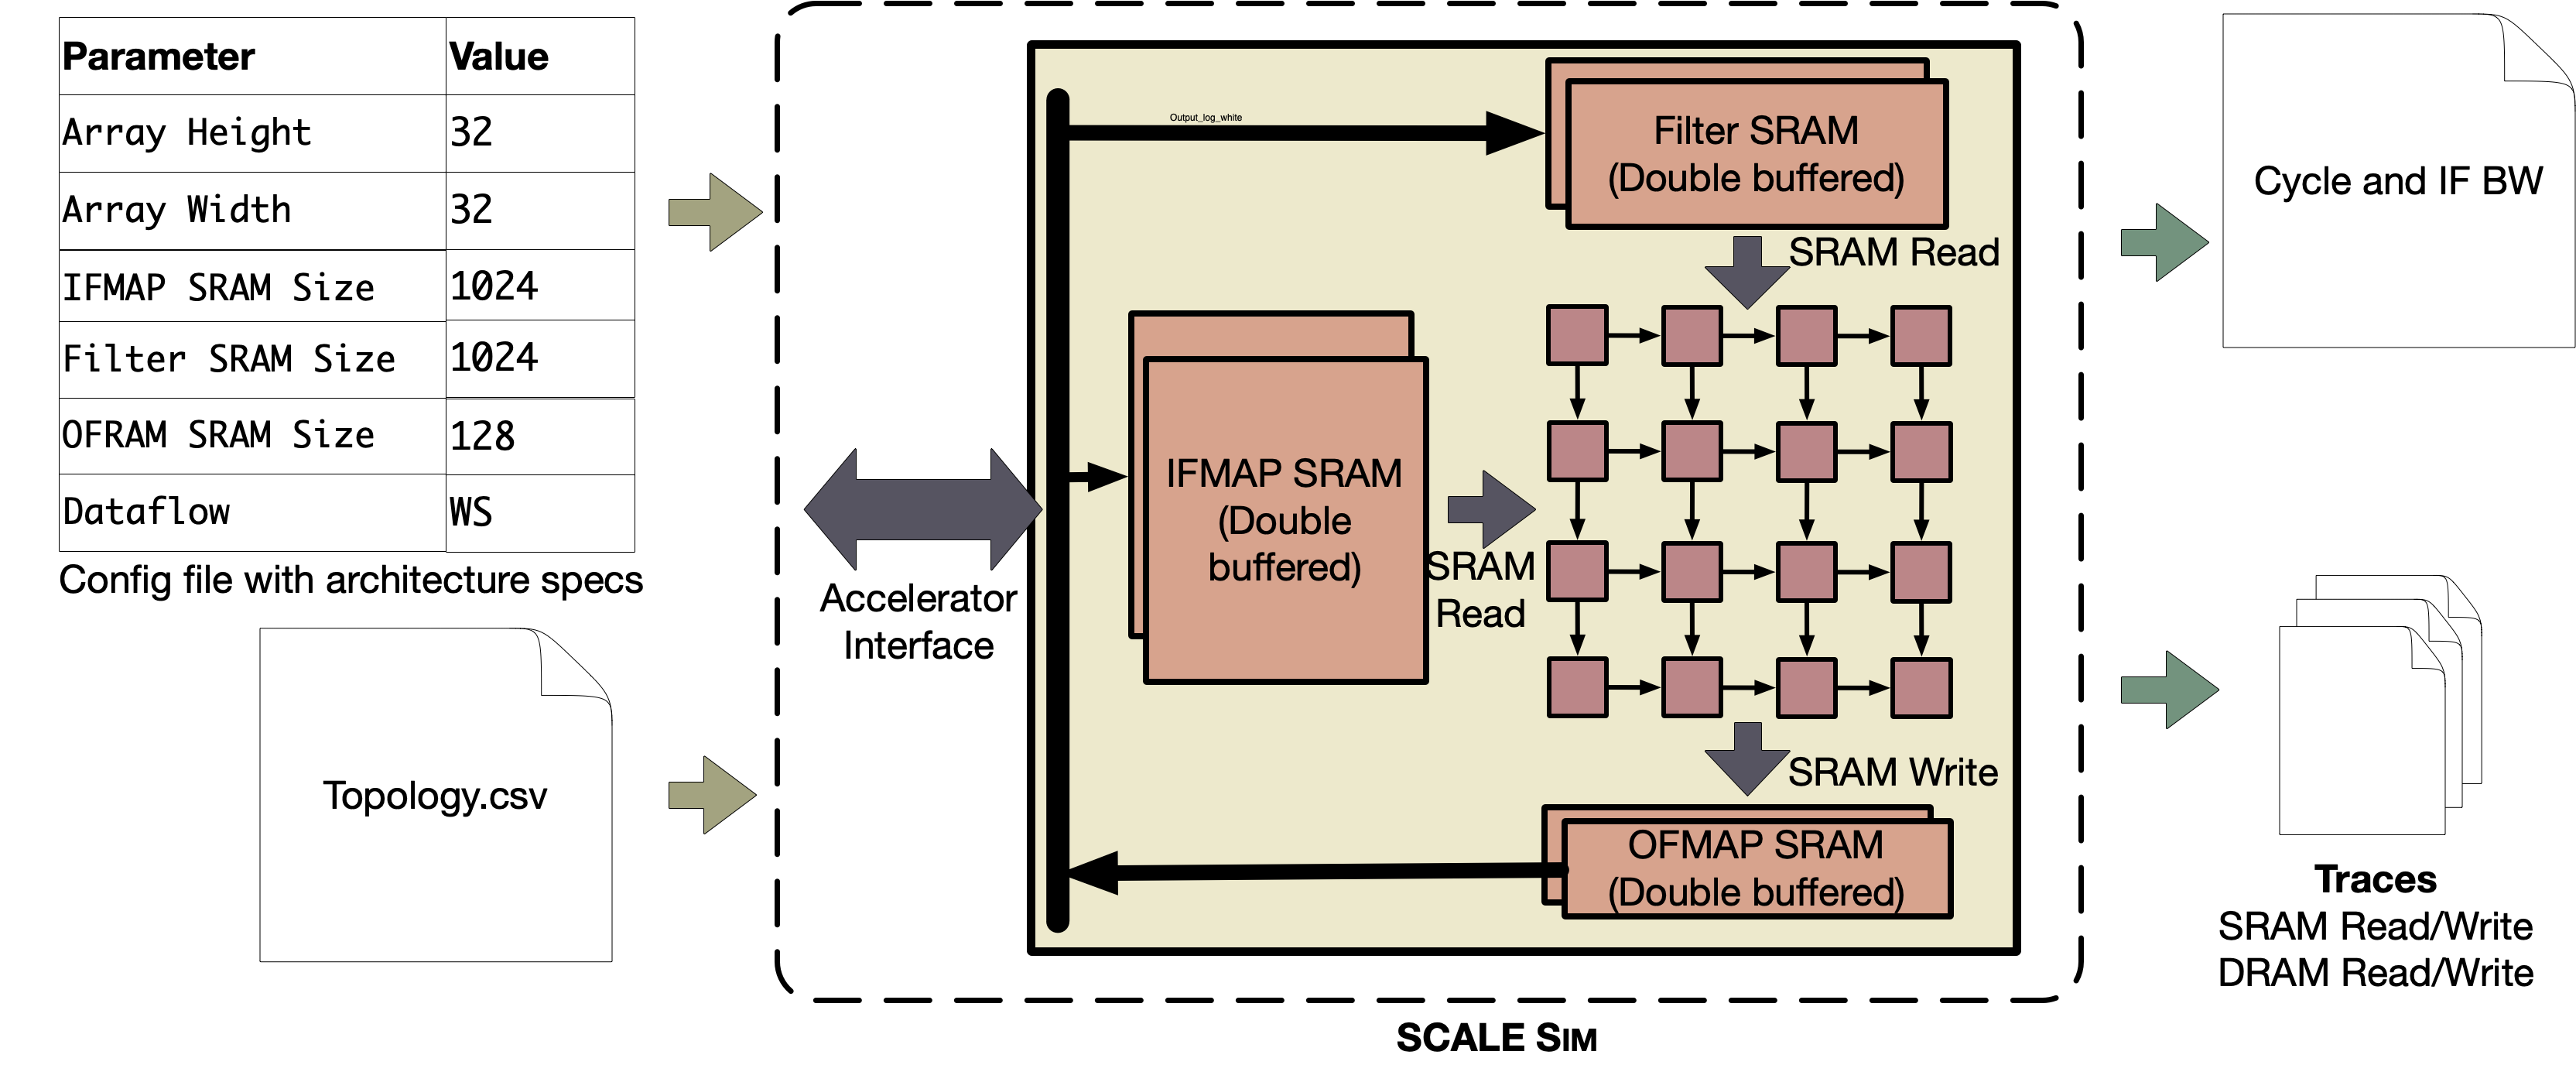 Parameter Value
Array Height 32
Array Width 32
IFMAP SRAM Size 1024
Filter SRAM Size 1024
OFRAM SRAM Size 128
Dataflow WS
Config file with architecture specs
Topology.csv
Accelerator
Interface
Output_log_white
Filter SRAM
(Double buffered)
SRAM Read
IFMAP SRAM
(Double
buffered)
SRAM
Read
SRAM Write
OFMAP SRAM
(Double buffered)
SCALE SIM
Cycle and IF BW
Traces
SRAM Read/Write
DRAM Read/Write